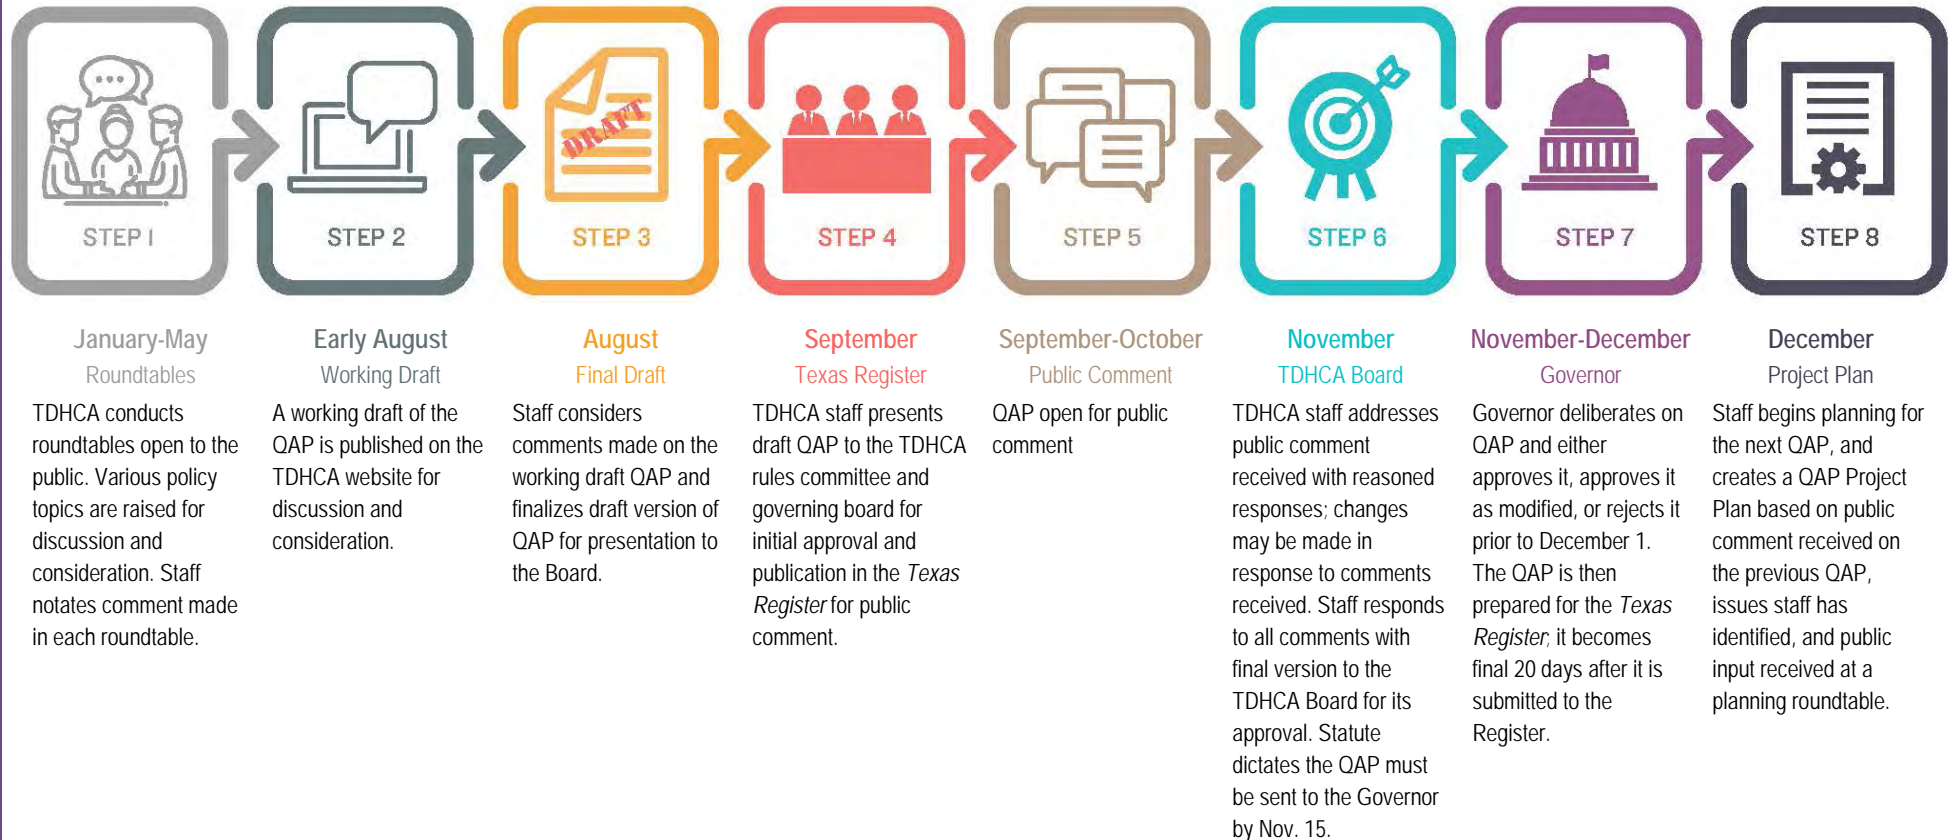 STEP 1
STEP 2
DRAFT
STEP 3
STEP 4
STEP 5
STEP 6
STEP 7
STEP 8
January-May
Roundtables
TDHCA conducts
roundtables open to the
public. Various policy
topics are raised for
discussion and
consideration. Staff
notates comment made
in each roundtable.
Early August
Working Draft
A working draft of the
QAP is published on the
TDHCA website for
discussion and
consideration.
August
Final Draft
Staff considers
comments made on the
working draft QAP and
finalizes draft version of
QAP for presentation to
the Board.
September
Texas Register
TDHCA staff presents
draft QAP to the TDHCA
rules committee and
governing board for
initial approval and
publication in the Texas
Register for public
comment.
September-October
Public Comment
QAP open for public
comment
November
TDHCA Board
TDHCA staff addresses
public comment
received with reasoned
responses; changes
may be made in
response to comments
received. Staff responds
to all comments with
final version to the
TDHCA Board for its
approval. Statute
dictates the QAP must
be sent to the Governor
by Nov. 15.
November-December
Governor
Governor deliberates on
QAP and either
approves it, approves it
as modified, or rejects it
prior to December 1.
The QAP is then
prepared for the Texas
Register; it becomes
final 20 days after it is
submitted to the
Register.
December
Project Plan
Staff begins planning for
the next QAP, and
creates a QAP Project
Plan based on public
comment received on
the previous QAP,
issues staff has
identified, and public
input received at a
planning roundtable.